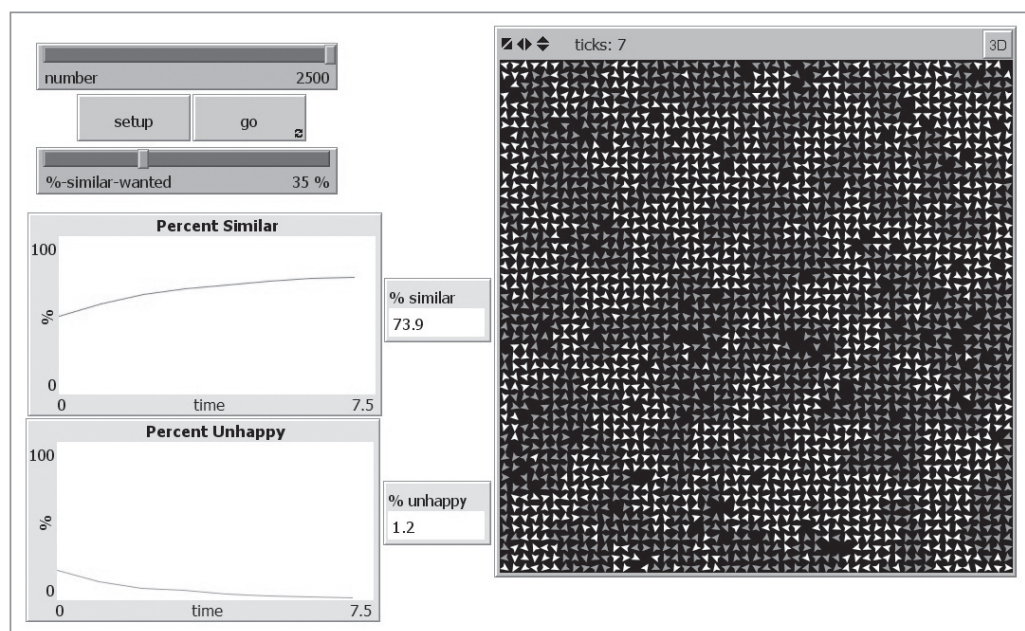 number 2500
setup go
%-similar-wanted 35 %
Percent Similar
100
%
0
0 time 7.5
% similar
73.9
Percent Unhappy
100
%
0
0 time 7.5
% unhappy
1.2
ticks: 7 3D